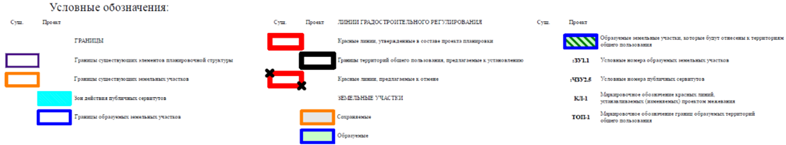 Условные обозначения:
Сущ. Проект
ГРАНИЦЫ
Границы существующих элементов планировочной структуры
Границы существующих земельных участков
Зон действия публичных сервитутов
Границы образуемых земельных участков
Сущ. Проект ЛИНИИ ГРАДОСТРОИТЕЛЬНОГО РЕГУЛИРОВАНИЯ
Красные линии, утвержденные в составе проекта планировки
Границы территорий общего пользования, предлагаемые к установлению
Красные линии, предлагаемые к отмене
ЗЕМЕЛЬНЫЕ УЧАСТКИ
Сохраняемые
Образуемые
Сущ. Проект
Образуемые земельные участки, которые будут отнесены к территориям
общего пользования
:ЗУ1.1 Условные номера образуемых земельных участков
Условные номера публичных сервитутов
КЛ-1 Маркировочное обозначение красных линий,
устанавливаемых (изменяемых) проектом межевания
ТОП-1 Маркировочное обозначение границ образуемых территорий
общего пользования